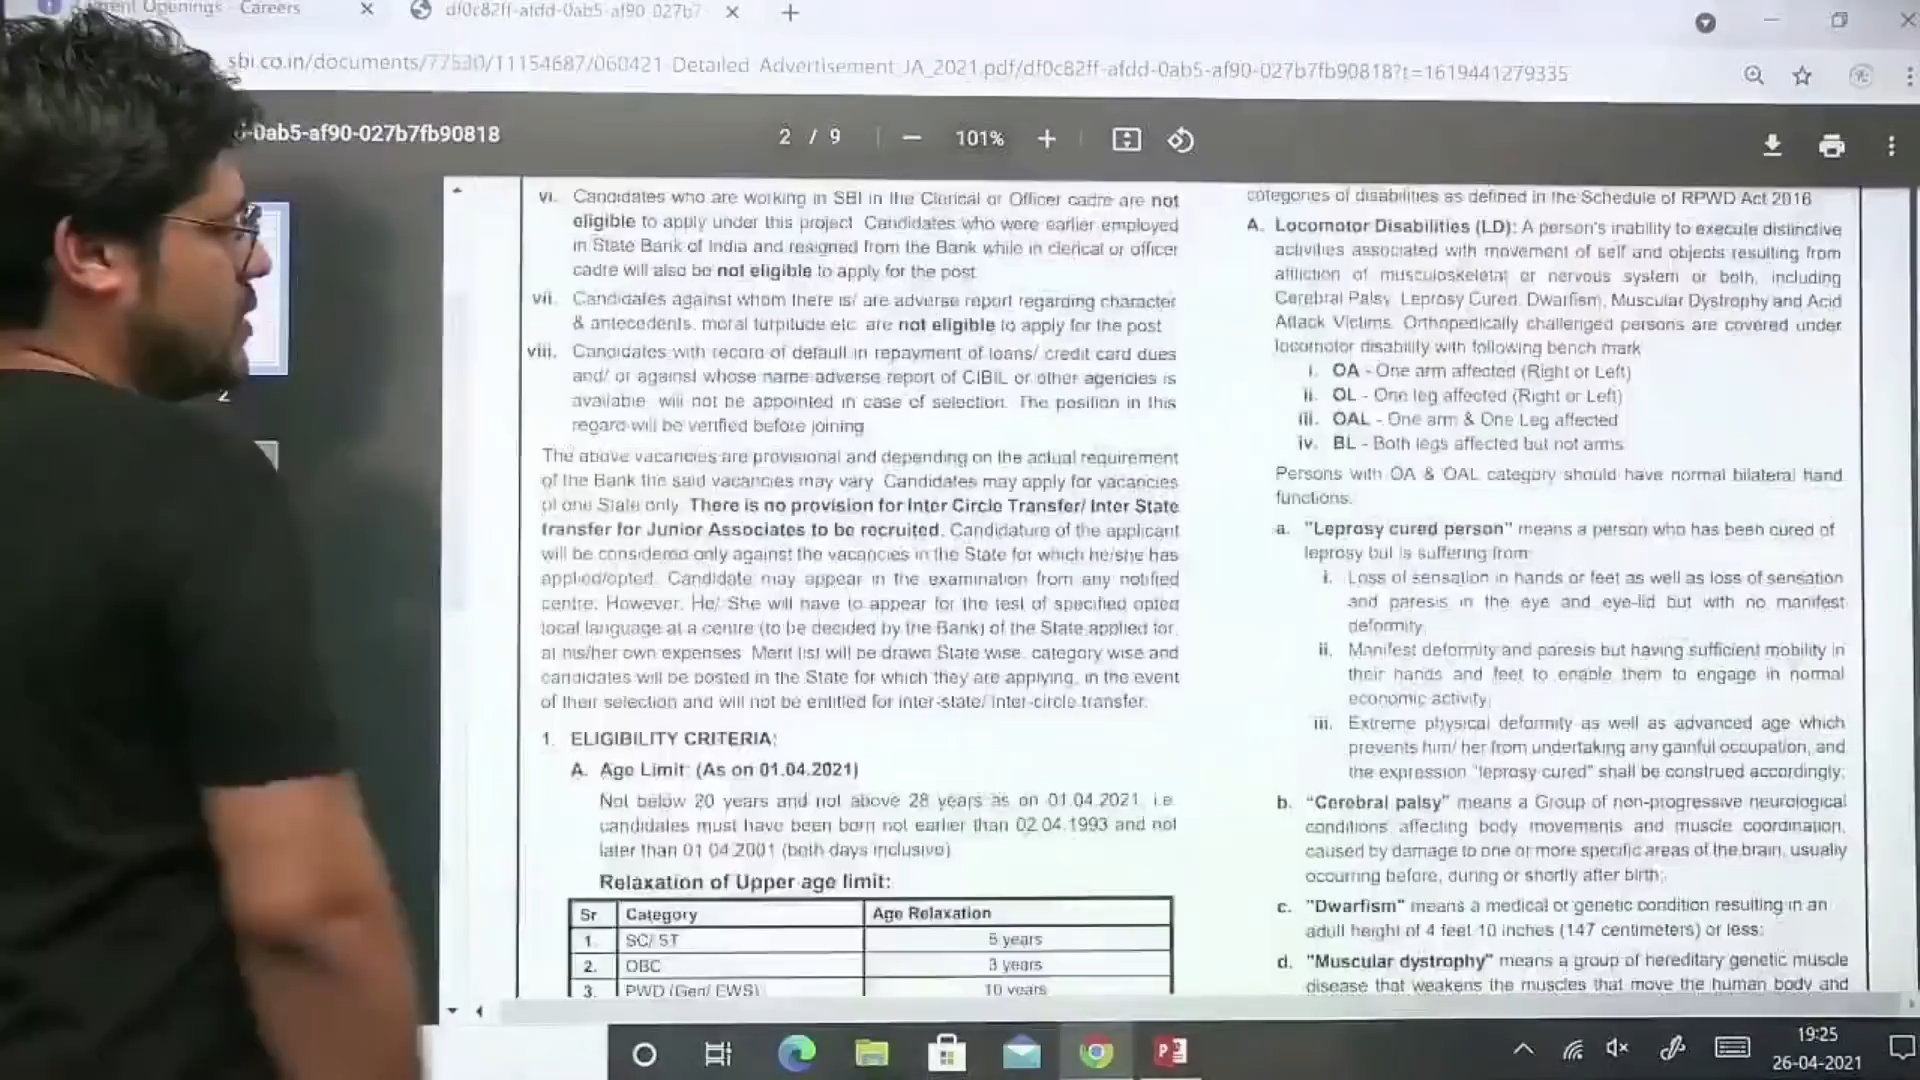 Openings - Careers
df0c82ff-afdd-0ab5-af90-027b7
sbi.co.in/documents/77530/11154687/060421-Detailed Advertisement JA_2021.pdf/df0c82ff-afdd-0ab5-af90-027b7fb90818?t=1619441279335
-0ab5-af90-027b7fb90818
2 / 9
101%
2
vi. Candidates who are working in SBI in the Clerical or Officer cadre are not
eligible to apply under this project. Candidates who were earlier employed
in State Bank of India and resigned from the Bank while in clerical or officer
cadre will also be not eligible to apply for the post
vii. Candidates against whom there is/ are adverse report regarding character
& antecedents, moral turpitude etc. are not eligible to apply for the post
viii. Candidates with record of default in repayment of loans/ credit card dues
and/ or against whose name adverse report of CIBIL or other agencies is
available will not be appointed in case of selection. The position in this
regard will be verified before joining
The above vacancies are provisional and depending on the actual requirement
of the Bank the said vacancies may vary. Candidates may apply for vacancies
of one State only. There is no provision for Inter Circle Transfer/ Inter State
transfer for Junior Associates to be recruited. Candidature of the applicant
will be considered only against the vacancies in the State for which he/she has
applied/opted. Candidate may appear in the examination from any notified
centre. However, He/ She will have to appear for the test of specified opted
local language at a centre (to be decided by the Bank) of the State applied for,
at his/her own expenses. Merit list will be drawn State wise, category wise and
candidates will be posted in the State for which they are applying, in the event
of their selection and will not be entitled for inter-state/ inter-circle transfer.
1. ELIGIBILITY CRITERIA:
A. Age Limit: (As on 01.04.2021)
Not below 20 years and not above 28 years as on 01.04.2021, i.e.
candidates must have been born not earlier than 02.04.1993 and not
later than 01.04.2001 (both days inclusive)
Relaxation of Upper age limit:
Sr Category Age Relaxation
1. SC/ ST 5 years
2. OBC 3 years
3. PWD (Gen/ EWS) 10 years
categories of disabilities as defined in the Schedule of RPWD Act 2016
A. Locomotor Disabilities (LD): A person's inability to execute distinctive
activities associated with movement of self and objects resulting from
affliction of musculoskeletal or nervous system or both, including
Cerebral Palsy, Leprosy Cured, Dwarfism, Muscular Dystrophy and Acid
Attack Victims. Orthopedically challenged persons are covered under
locomotor disability with following bench mark
i. OA - One arm affected (Right or Left)
ii. OL - One leg affected (Right or Left)
iii. OAL - One arm & One Leg affected
iv. BL - Both legs affected but not arms
Persons with OA & OAL category should have normal bilateral hand
functions.
a. "Leprosy cured person" means a person who has been cured of
leprosy but is suffering from
i. Loss of sensation in hands or feet as well as loss of sensation
and paresis in the eye and eye-lid but with no manifest
deformity
ii. Manifest deformity and paresis but having sufficient mobility in
their hands and feet to enable them to engage in normal
economic activity,
iii. Extreme physical deformity as well as advanced age which
prevents him/ her from undertaking any gainful occupation, and
the expression "leprosy cured" shall be construed accordingly;
b. "Cerebral palsy" means a Group of non-progressive neurological
conditions affecting body movements and muscle coordination,
caused by damage to one or more specific areas of the brain, usually
occurring before, during or shortly after birth;
c. "Dwarfism" means a medical or genetic condition resulting in an
adult height of 4 feet 10 inches (147 centimeters) or less;
d. "Muscular dystrophy" means a group of hereditary genetic muscle
disease that weakens the muscles that move the human body and
19:25
26-04-2021